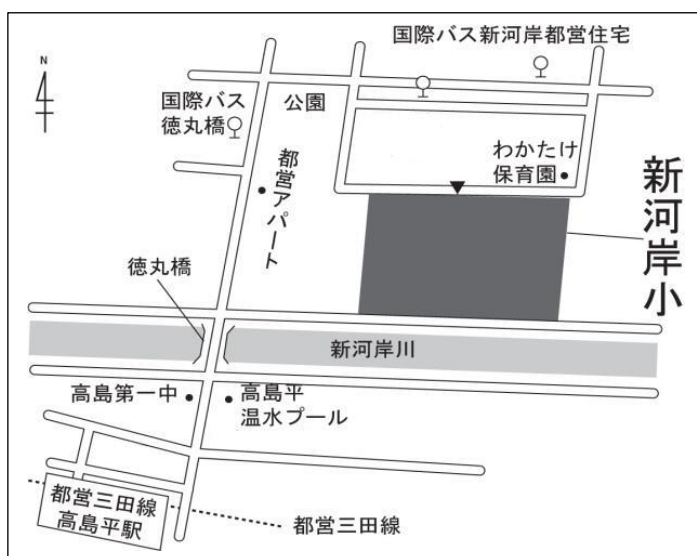 国際バス新河岸都営住宅
N
国際バス
徳丸橋
公園
わかたけ
保育園
都営アパート
新河岸小
徳丸橋
新河岸川
高島第一中
高島平
温水プール
都営三田線
高島平駅
都営三田線